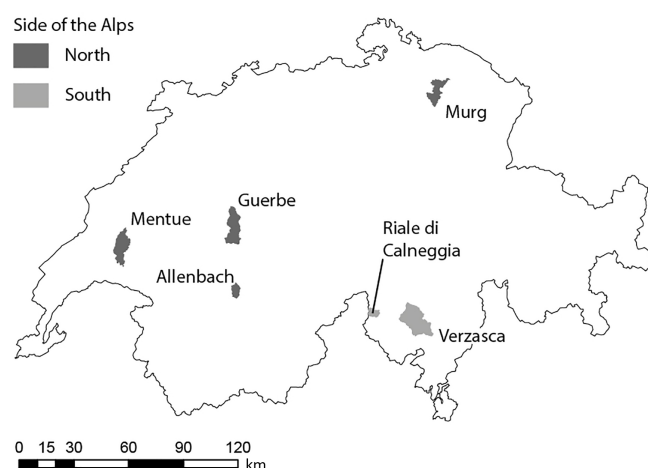 Side of the Alps
North
South
Murg
Guerbe
Mentue
Riale di
Calneggia
Allenbach
Verzasca
0 15 30 60 90 120
km